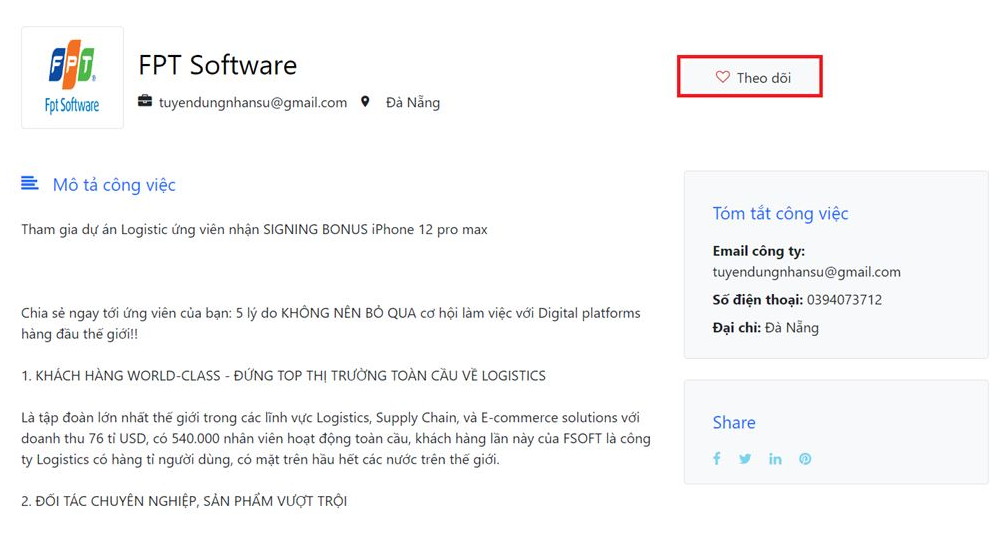 FPT
Fpt Software
FPT Software
tuyendungnhansu@gmail.com Đà Nẵng
Theo dõi
Mô tả công việc
Tham gia dự án Logistic ứng viên nhận SIGNING BONUS iPhone 12 pro max
Chia sẻ ngay tới ứng viên của bạn: 5 lý do KHÔNG NÊN BỎ QUA cơ hội làm việc với Digital platforms
hàng đầu thế giới!!
1. KHÁCH HÀNG WORLD-CLASS - ĐỨNG TOP THỊ TRƯỜNG TOÀN CẦU VỀ LOGISTICS
Là tập đoàn lớn nhất thế giới trong các lĩnh vực Logistics, Supply Chain, và E-commerce solutions với
doanh thu 76 tỉ USD, có 540.000 nhân viên hoạt động toàn cầu, khách hàng lần này của FSOFT là công
ty Logistics có hàng tỉ người dùng, có mặt trên hầu hết các nước trên thế giới.
2. ĐỐI TÁC CHUYÊN NGHIỆP, SẢN PHẨM VƯỢT TRỘI
Tóm tắt công việc
Email công ty:
tuyendungnhansu@gmail.com
Số điện thoại: 0394073712
Đại chỉ: Đà Nẵng
Share